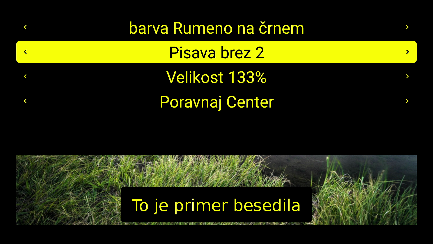 barva Rumeno na črnem
Pisava brez 2
Velikost 133%
Poravnaj Center
To je primer besedila